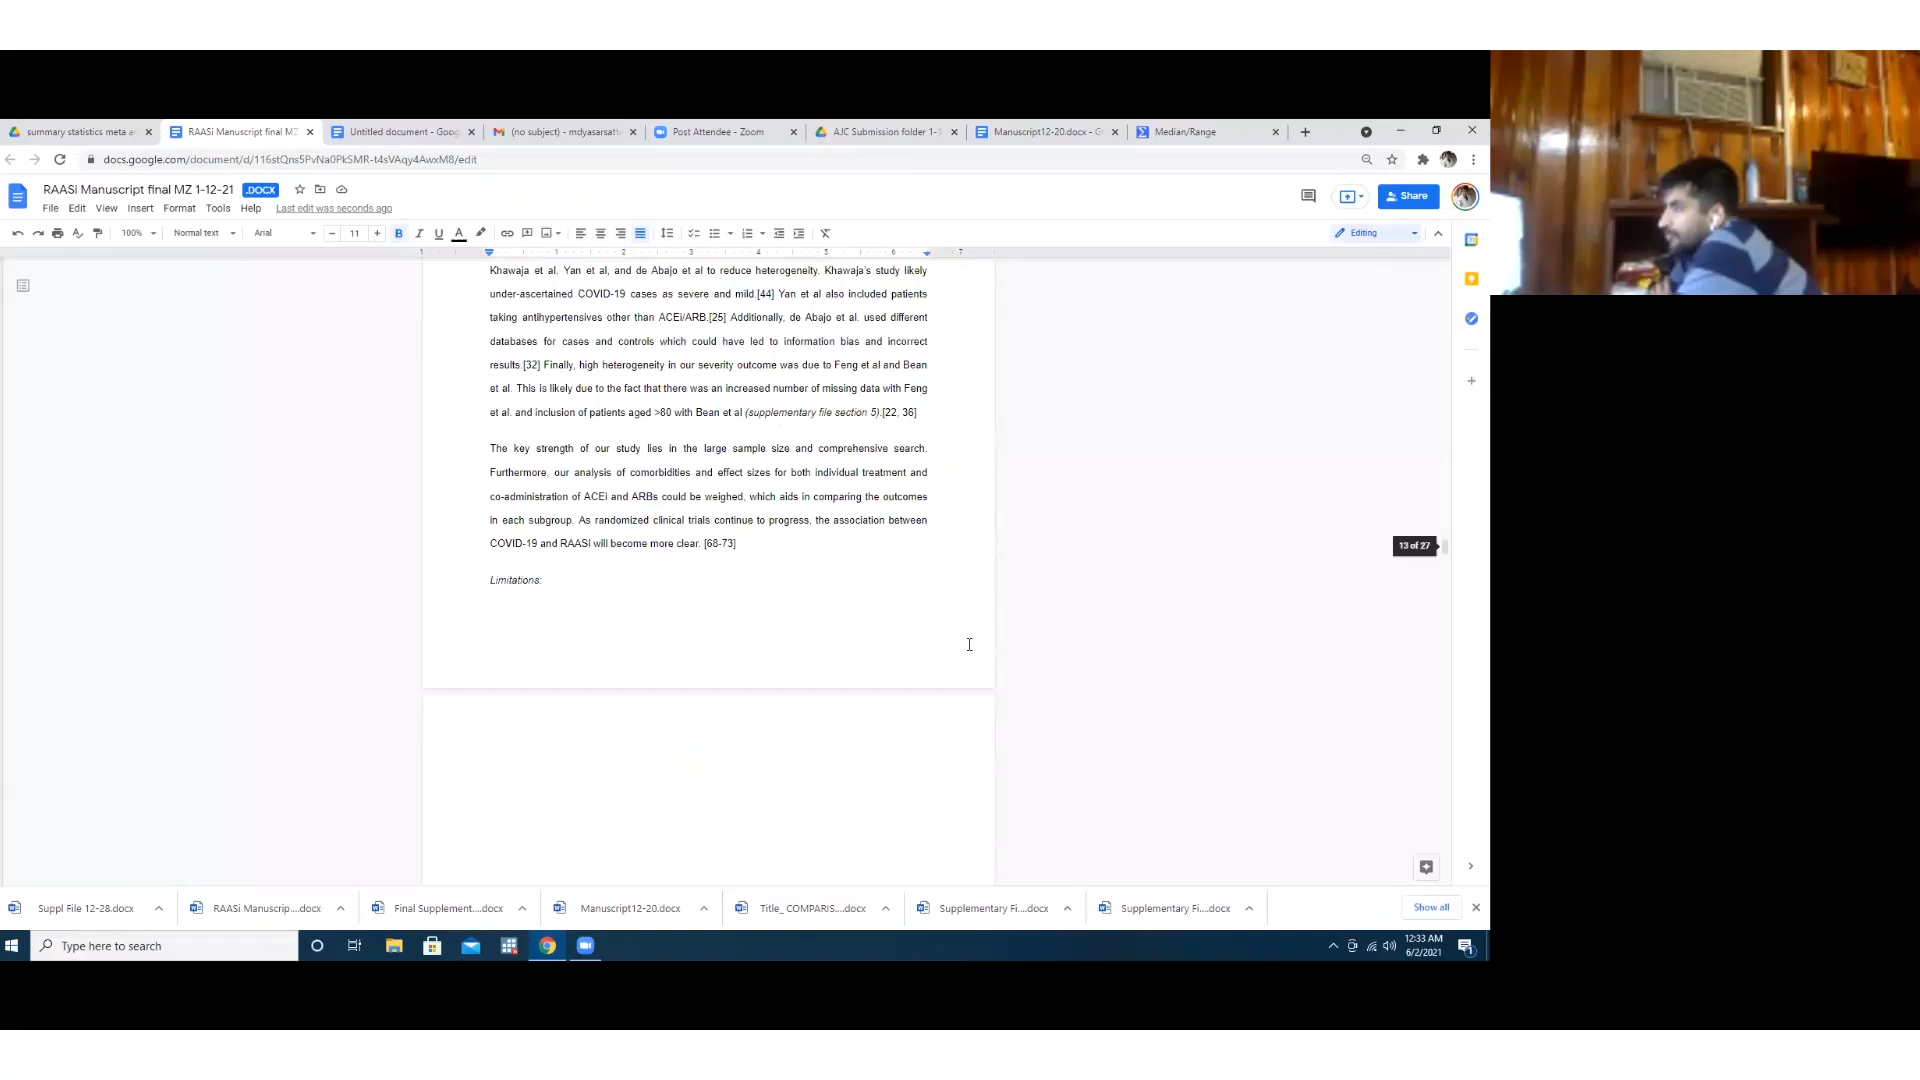 summary statistics meta a
RAASi Manuscript final MZ
Untitled document - Goog
(no subject) - mdyasarsatt
Post Attendee - Zoom
AJC Submission folder 1-1
Manuscript12-20.docx - G
Median/Range
docs.google.com/document/d/116stQns5PvNa0PkSMR-t4sVAqy4AwxM8/edit
RAASi Manuscript final MZ 1-12-21 .DOCX
Share
File Edit View Insert Format Tools Help Last edit was seconds ago
100% Normal text Arial 11 B I U A Editing
1 1 2 3 4 5 6 7
Khawaja et al, Yan et al, and de Abajo et al to reduce heterogeneity. Khawaja's study likely
under-ascertained COVID-19 cases as severe and mild.[44] Yan et al also included patients
taking antihypertensives other than ACEi/ARB.[25] Additionally, de Abajo et al. used different
databases for cases and controls which could have led to information bias and incorrect
results.[32] Finally, high heterogeneity in our severity outcome was due to Feng et al and Bean
et al. This is likely due to the fact that there was an increased number of missing data with Feng
et al. and inclusion of patients aged >80 with Bean et al (supplementary file section 5).[22, 36]
The key strength of our study lies in the large sample size and comprehensive search.
Furthermore, our analysis of comorbidities and effect sizes for both individual treatment and
co-administration of ACEi and ARBs could be weighed, which aids in comparing the outcomes
in each subgroup. As randomized clinical trials continue to progress, the association between
COVID-19 and RAASi will become more clear. [68-73]
13 of 27
Limitations:
Suppl File 12-28.docx
RAASi Manuscrip....docx
Final Supplement....docx
Manuscript12-20.docx
Title_ COMPARIS....docx
Supplementary Fi....docx
Supplementary Fi....docx
Show all
Type here to search
12:33 AM
6/2/2021
1